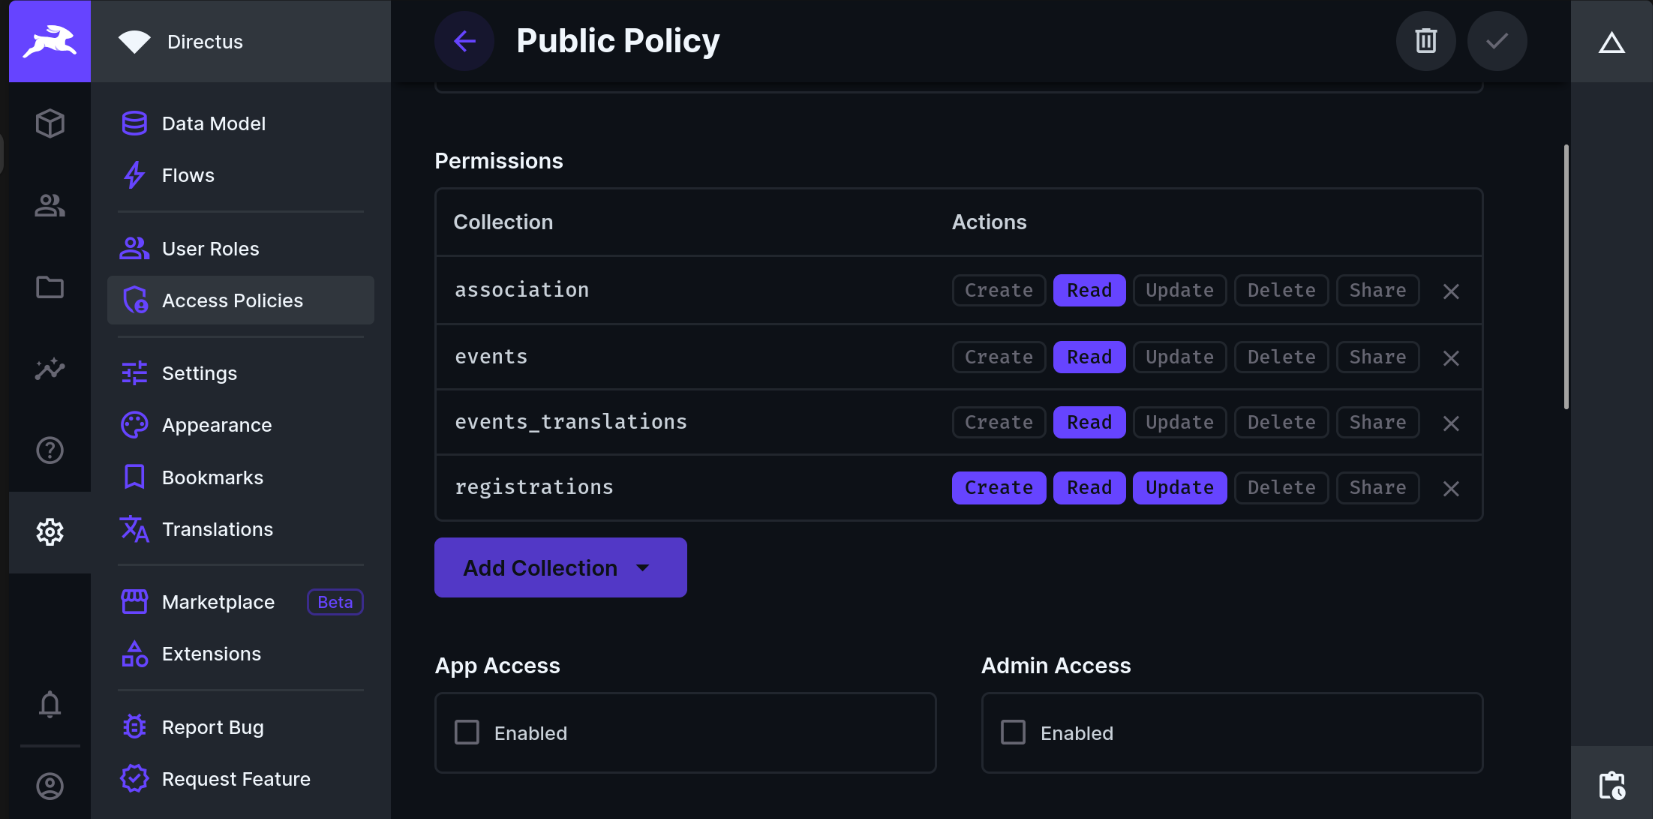 Directus
Public Policy
Data Model
Flows
User Roles
Access Policies
Settings
Appearance
Bookmarks
Translations
Marketplace Beta
Extensions
Report Bug
Request Feature
Permissions
Collection Actions
association Create Read Update Delete Share
events Create Read Update Delete Share
events_translations Create Read Update Delete Share
registrations Create Read Update Delete Share
Add Collection
App Access Admin Access
Enabled Enabled